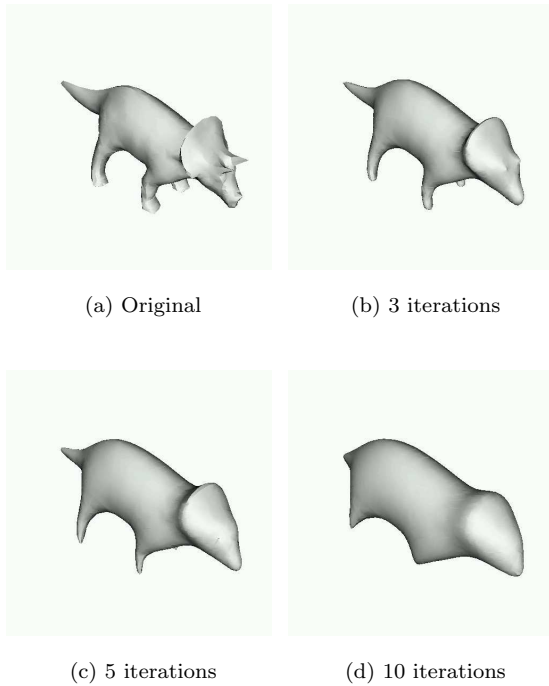 (a) Original
(b) 3 iterations
(c) 5 iterations
(d) 10 iterations